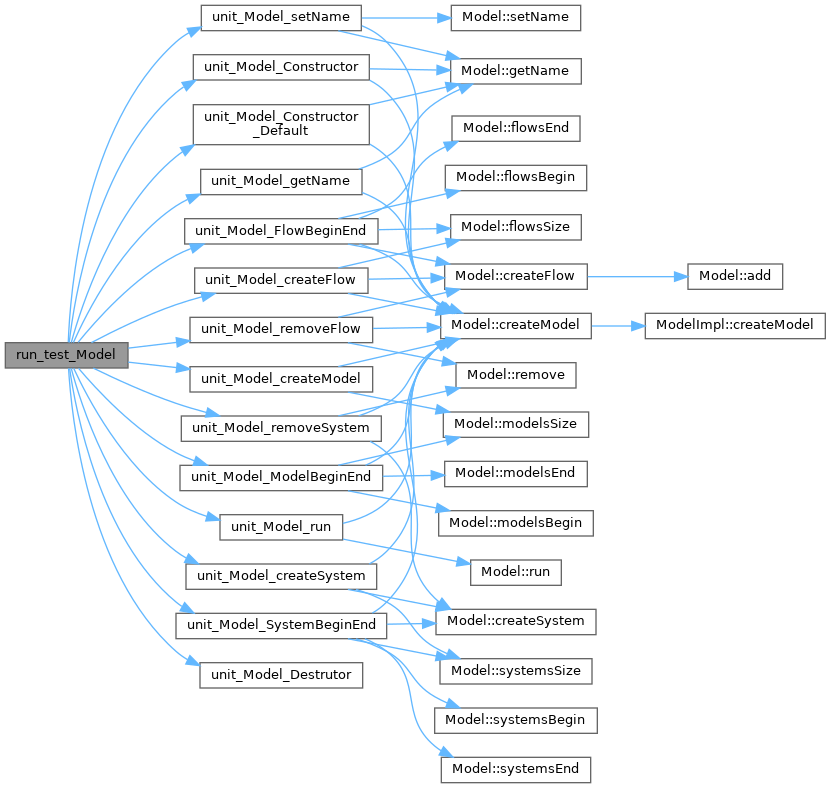 run_test_Model
unit_Model_setName
unit_Model_Constructor
unit_Model_Constructor
_Default
unit_Model_getName
unit_Model_FlowBeginEnd
unit_Model_createFlow
unit_Model_removeFlow
unit_Model_createModel
unit_Model_removeSystem
unit_Model_ModelBeginEnd
unit_Model_run
unit_Model_createSystem
unit_Model_SystemBeginEnd
unit_Model_Destrutor
Model::setName
Model::getName
Model::flowsEnd
Model::flowsBegin
Model::flowsSize
Model::createFlow
Model::createModel
Model::remove
Model::modelsSize
Model::modelsEnd
Model::modelsBegin
Model::run
Model::createSystem
Model::systemsSize
Model::systemsBegin
Model::systemsEnd
Model::add
ModelImpl::createModel